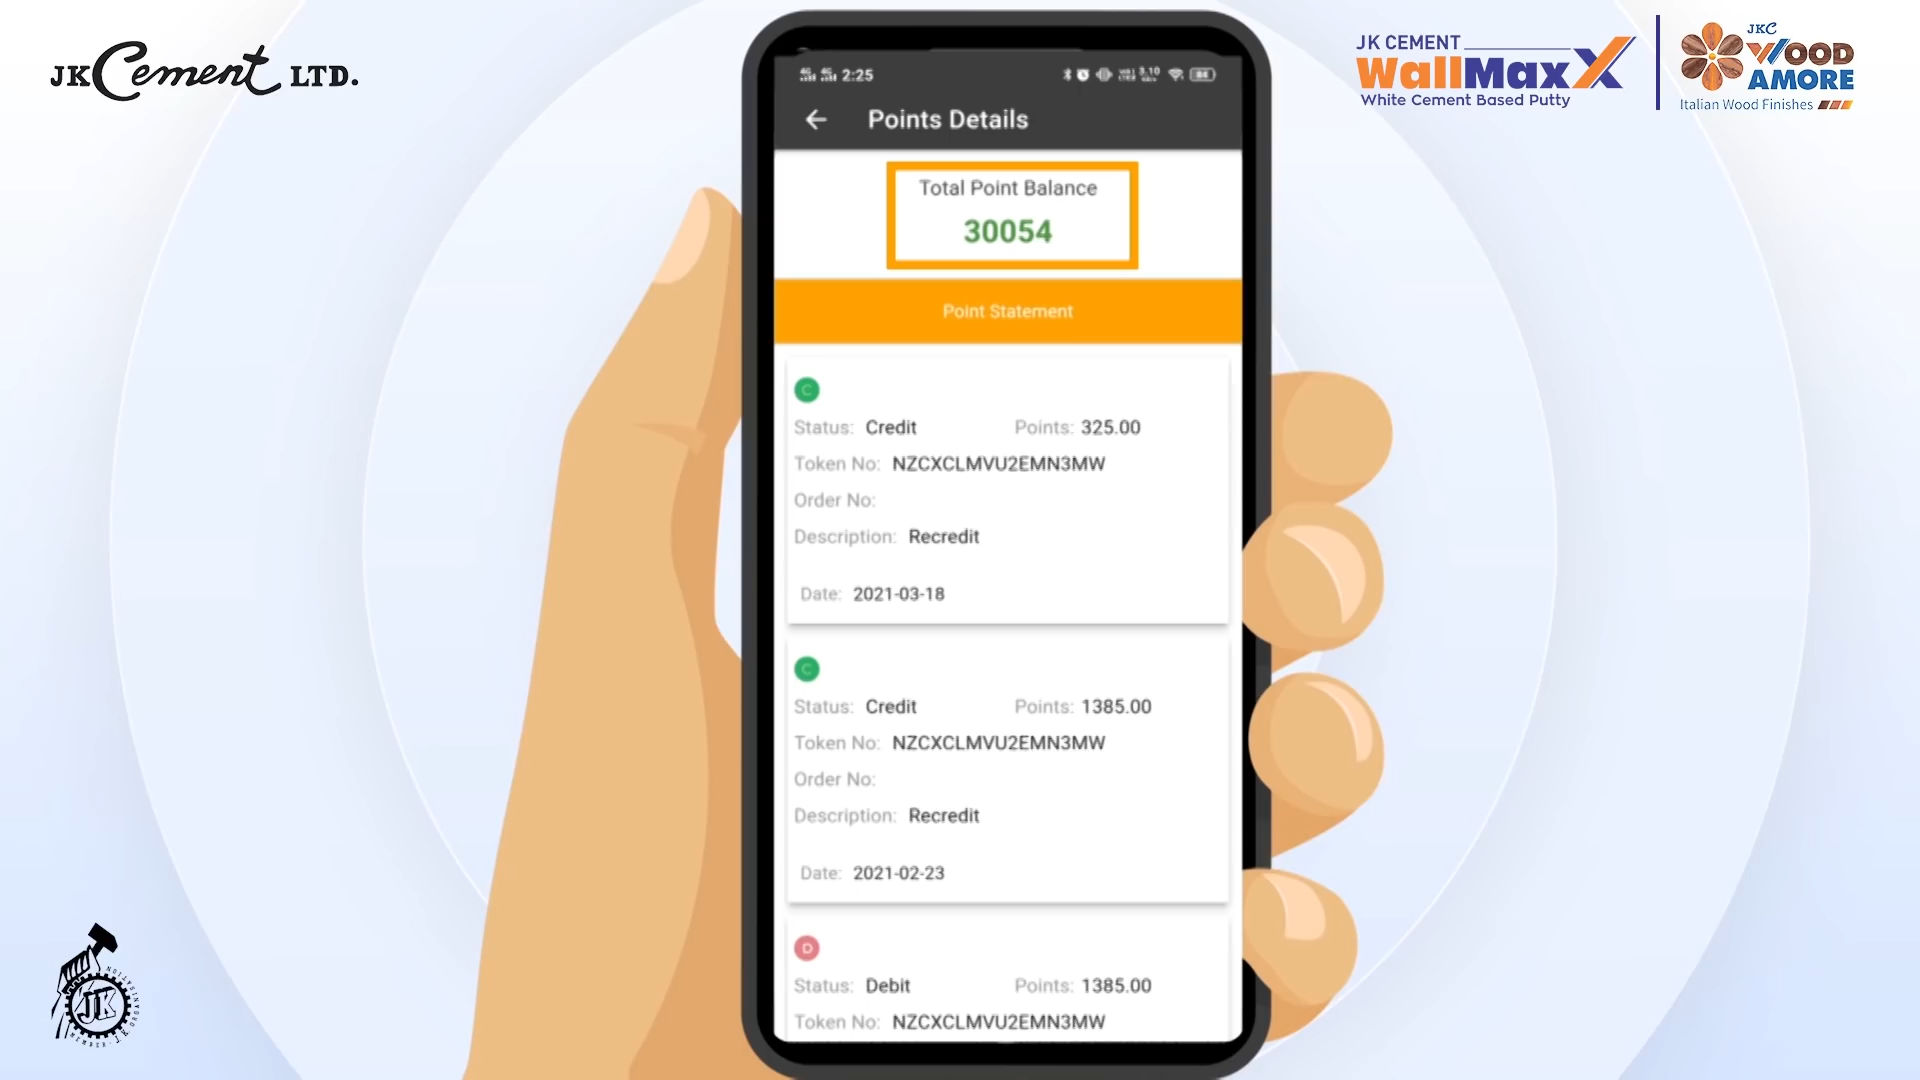 JK Cement LTD.
JK CEMENT
WallMaxX
White Cement Based Putty
JKC
WOOD
AMORE
Italian Wood Finishes
2:25
Points Details
Total Point Balance
30054
Point Statement
C
Status: Credit Points: 325.00
Token No: NZCXCLMVU2EMN3MW
Order No:
Description: Recredit
Date: 2021-03-18
C
Status: Credit Points: 1385.00
Token No: NZCXCLMVU2EMN3MW
Order No:
Description: Recredit
Date: 2021-02-23
D
Status: Debit Points: 1385.00
Token No: NZCXCLMVU2EMN3MW
JK
MEMBER · J.K. ORGANISATION